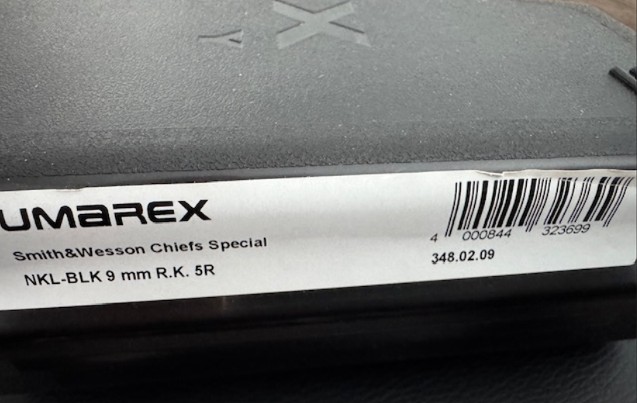 UMAREX
Smith&Wesson Chiefs Special
NKL-BLK 9 mm R.K. 5R
4 000844 323699
348.02.09